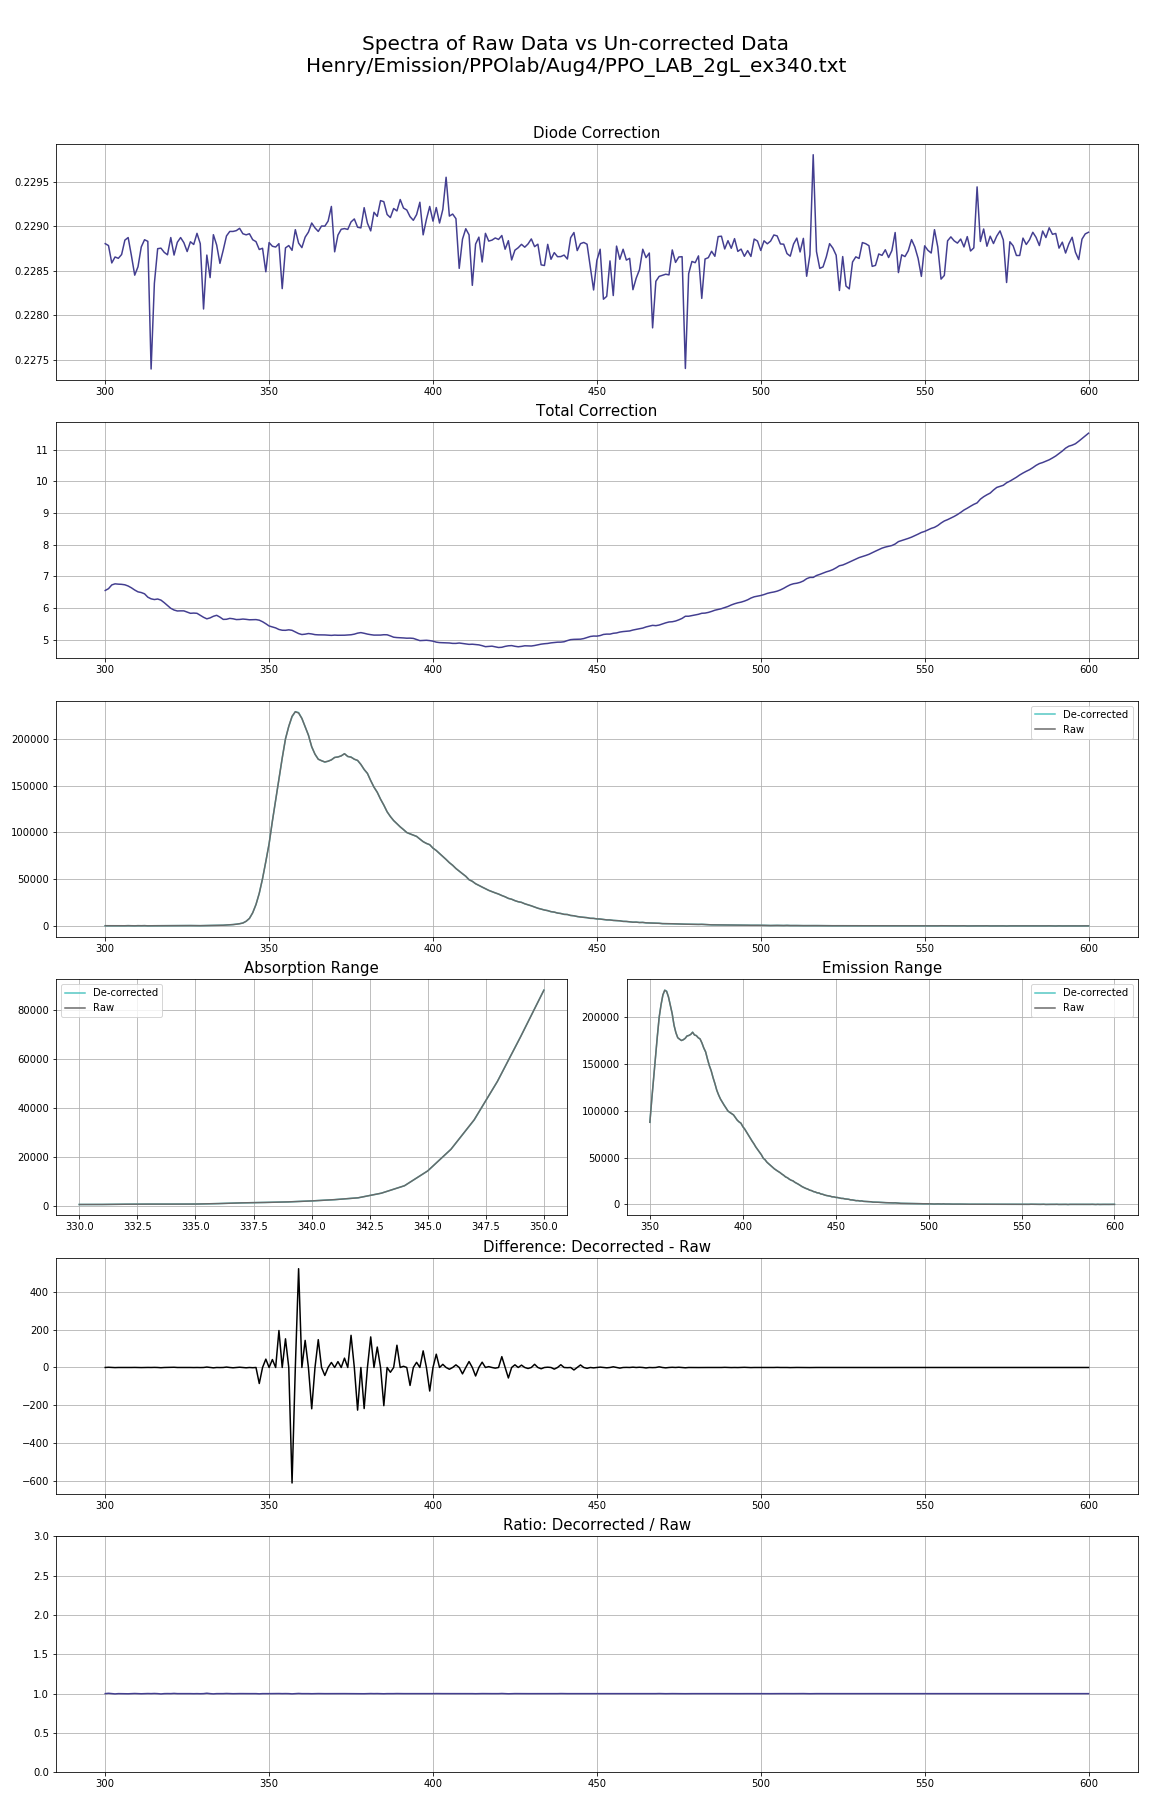 Spectra of Raw Data vs Un-corrected Data
Henry/Emission/PPOlab/Aug4/PPO_LAB_2gL_ex340.txt
Diode Correction
0.2295
0.2290
0.2285
0.2280
0.2275
300 350 400 450 500 550 600
Total Correction
11
10
9
8
7
6
5
300 350 400 450 500 550 600
De-corrected
Raw
200000
150000
100000
50000
0
300 350 400 450 500 550 600
Absorption Range
De-corrected
Raw
80000
60000
40000
20000
0
330.0 332.5 335.0 337.5 340.0 342.5 345.0 347.5 350.0
Emission Range
De-corrected
Raw
200000
150000
100000
50000
0
350 400 450 500 550 600
Difference: Decorrected - Raw
400
200
0
−200
−400
−600
300 350 400 450 500 550 600
Ratio: Decorrected / Raw
3.0
2.5
2.0
1.5
1.0
0.5
0.0
300 350 400 450 500 550 600